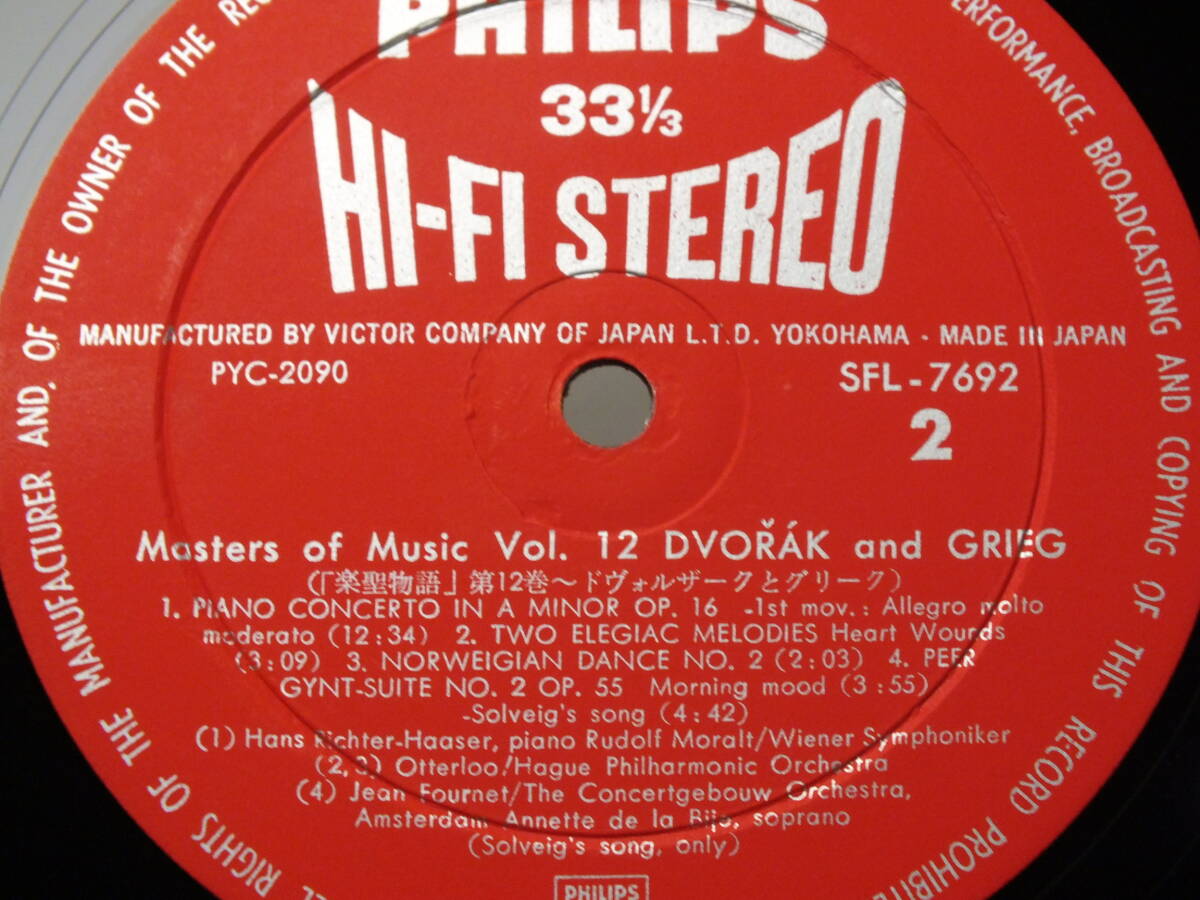 PHILIPS
33⅓
HI-FI STEREO
MANUFACTURED BY VICTOR COMPANY OF JAPAN L.T.D. YOKOHAMA - MADE IN JAPAN
PYC-2090
SFL-7692
2
Masters of Music Vol. 12 DVOŘÁK and GRIEG
(「楽聖物語」第12巻～ドヴォルザークとグリーク)
1. PIANO CONCERTO IN A MINOR OP. 16 -1st mov.: Allegro molto
moderato (12:34) 2. TWO ELEGIAC MELODIES Heart Wounds
(3:09) 3. NORWEIGIAN DANCE NO. 2 (2:03) 4. PEER
GYNT-SUITE NO. 2 OP. 55 Morning mood (3:55)
-Solveig's song (4:42)
(1) Hans Richter-Haaser, piano Rudolf Moralt/Wiener Symphoniker
(2,3) Otterloo/Hague Philharmonic Orchestra
(4) Jean Fournet/The Concertgebouw Orchestra,
Amsterdam Annette de la Bije, soprano
(Solveig's song, only)
PHILIPS
RIGHTS OF THE MANUFACTURER AND, OF THE OWNER OF THE
PERFORMANCE, BROADCASTING AND COPYING OF THIS RECORD